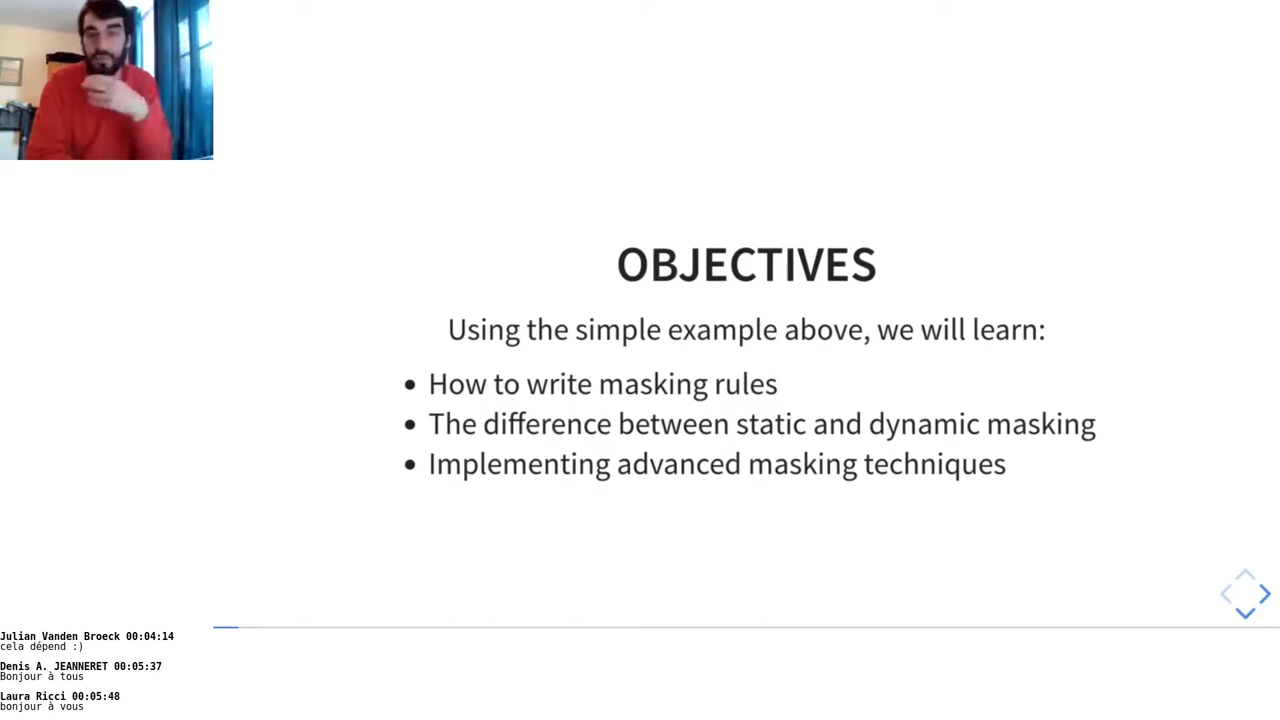 OBJECTIVES
Using the simple example above, we will learn:
• How to write masking rules
• The difference between static and dynamic masking
• Implementing advanced masking techniques
Julian Vanden Broeck 00:04:14
cela dépend :)
Denis A. JEANNERET 00:05:37
Bonjour à tous
Laura Ricci 00:05:48
bonjour à vous